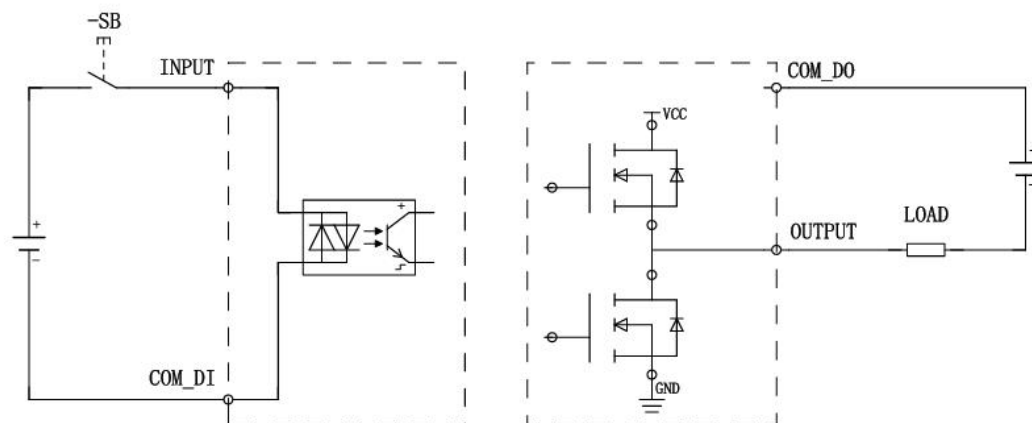 -SB
INPUT
COM_DI
COM_DO
VCC
LOAD
OUTPUT
GND